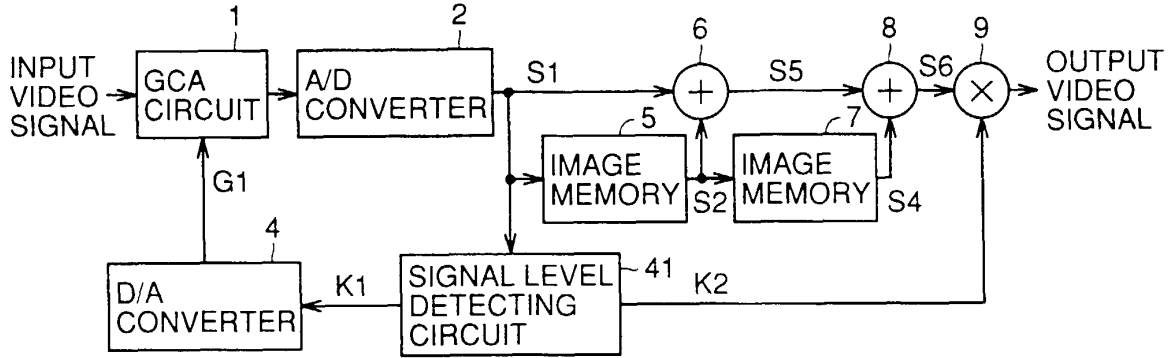 1
2
6
8
9
INPUT
VIDEO
SIGNAL
GCA
CIRCUIT
A/D
CONVERTER
S1
+
S5
+
S6
×
OUTPUT
VIDEO
SIGNAL
5
7
IMAGE
MEMORY
S2
IMAGE
MEMORY
S4
G1
4
D/A
CONVERTER
K1
SIGNAL LEVEL
DETECTING
CIRCUIT
41
K2